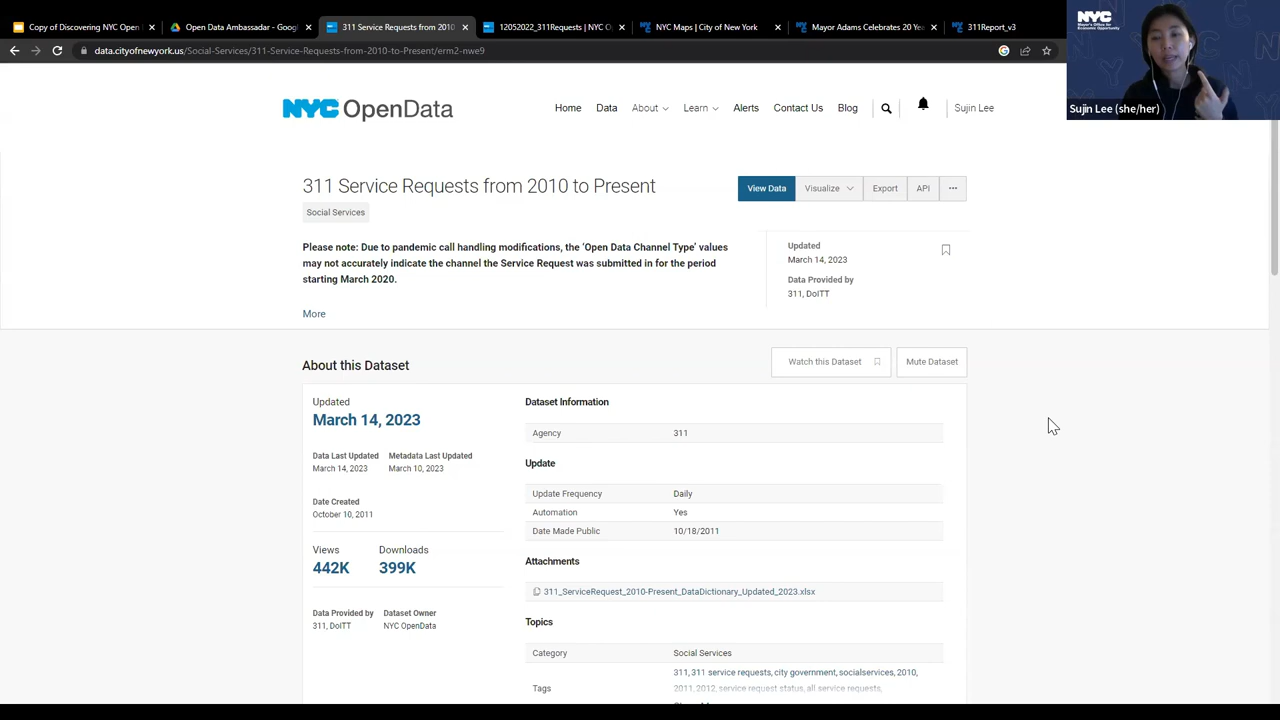 Copy of Discovering NYC Open
Open Data Ambassadar - Goog
311 Service Requests from 2010
12052022_311Requests | NYC O
NYC Maps | City of New York
Mayor Adams Celebrates 20 Yea
311Report_v3
data.cityofnewyork.us/Social-Services/311-Service-Requests-from-2010-to-Present/erm2-nwe9
NYC
Mayor's Office for
Economic Opportunity
Sujin Lee (she/her)
NYC OpenData
Home Data About Learn Alerts Contact Us Blog Sujin Lee
311 Service Requests from 2010 to Present
View Data Visualize Export API
Social Services
Please note: Due to pandemic call handling modifications, the 'Open Data Channel Type' values
may not accurately indicate the channel the Service Request was submitted in for the period
starting March 2020.
More
Updated
March 14, 2023
Data Provided by
311, DoITT
About this Dataset
Watch this Dataset
Mute Dataset
Updated
March 14, 2023
Data Last Updated Metadata Last Updated
March 14, 2023 March 10, 2023
Date Created
October 10, 2011
Views Downloads
442K 399K
Data Provided by Dataset Owner
311, DoITT NYC OpenData
Dataset Information
Agency 311
Update
Update Frequency Daily
Automation Yes
Date Made Public 10/18/2011
Attachments
311_ServiceRequest_2010-Present_DataDictionary_Updated_2023.xlsx
Topics
Category Social Services
Tags 311, 311 service requests, city government, socialservices, 2010,
2011, 2012, service request status, all service requests,